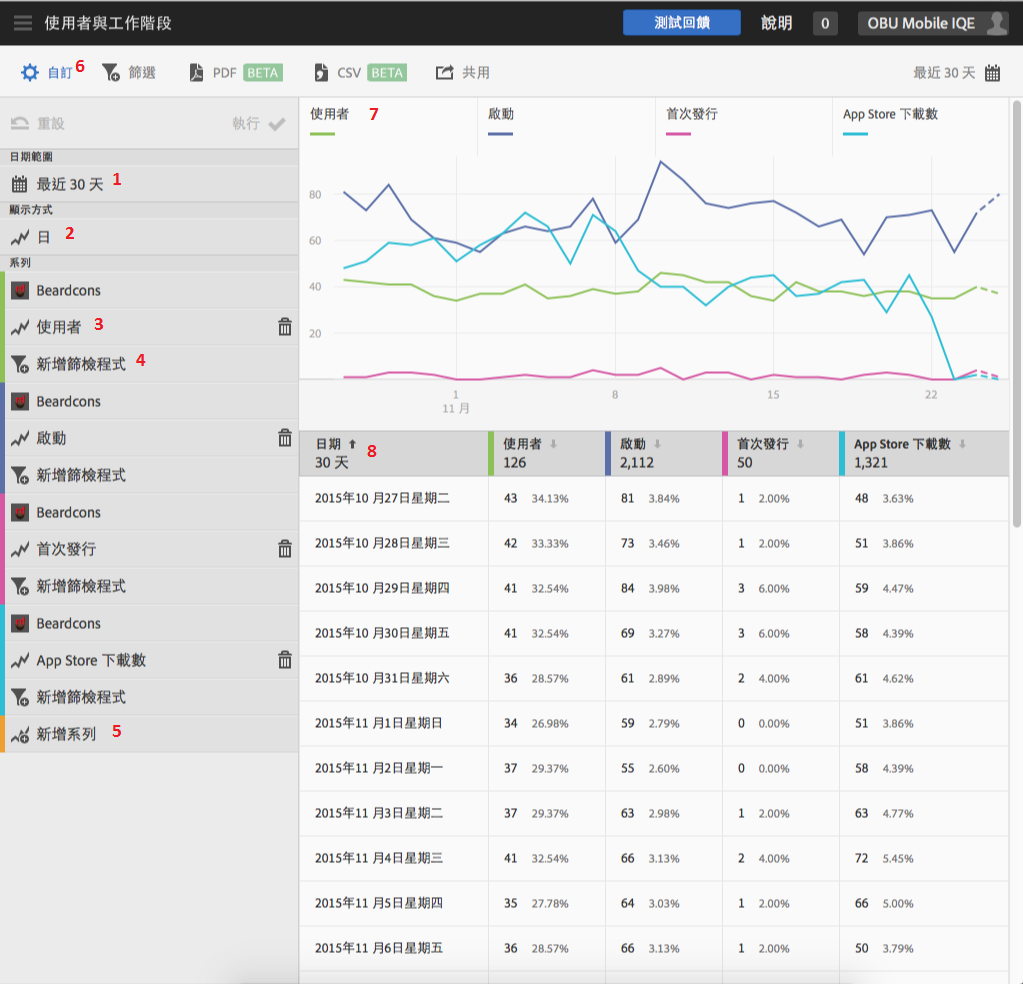 使用者與工作階段 測試回饋 說明 0 OBU Mobile IQE
自訂 6 篩選 PDF BETA CSV BETA 共用 最近 30 天
重設 執行
日期範圍
最近 30 天 1
顯示方式
日 2
系列
Beardcons
使用者 3
新增篩檢程式 4
Beardcons
啟動
新增篩檢程式
Beardcons
首次發行
新增篩檢程式
Beardcons
App Store 下載數
新增篩檢程式
新增系列 5
使用者 7 啟動 首次發行 App Store 下載數
80
60
40
20
1 8 15 22
11 月
日期 使用者 啟動 首次發行 App Store 下載數
30 天 8 126 2,112 50 1,321
2015年10 月27日星期二 43 34.13% 81 3.84% 1 2.00% 48 3.63%
2015年10 月28日星期三 42 33.33% 73 3.46% 1 2.00% 51 3.86%
2015年10 月29日星期四 41 32.54% 84 3.98% 3 6.00% 59 4.47%
2015年10 月30日星期五 41 32.54% 69 3.27% 3 6.00% 58 4.39%
2015年10 月31日星期六 36 28.57% 61 2.89% 2 4.00% 61 4.62%
2015年11 月1日星期日 34 26.98% 59 2.79% 0 0.00% 51 3.86%
2015年11 月2日星期一 37 29.37% 55 2.60% 0 0.00% 58 4.39%
2015年11 月3日星期二 37 29.37% 63 2.98% 1 2.00% 63 4.77%
2015年11 月4日星期三 41 32.54% 66 3.13% 2 4.00% 72 5.45%
2015年11 月5日星期四 35 27.78% 64 3.03% 1 2.00% 66 5.00%
2015年11 月6日星期五 36 28.57% 66 3.13% 1 2.00% 50 3.79%